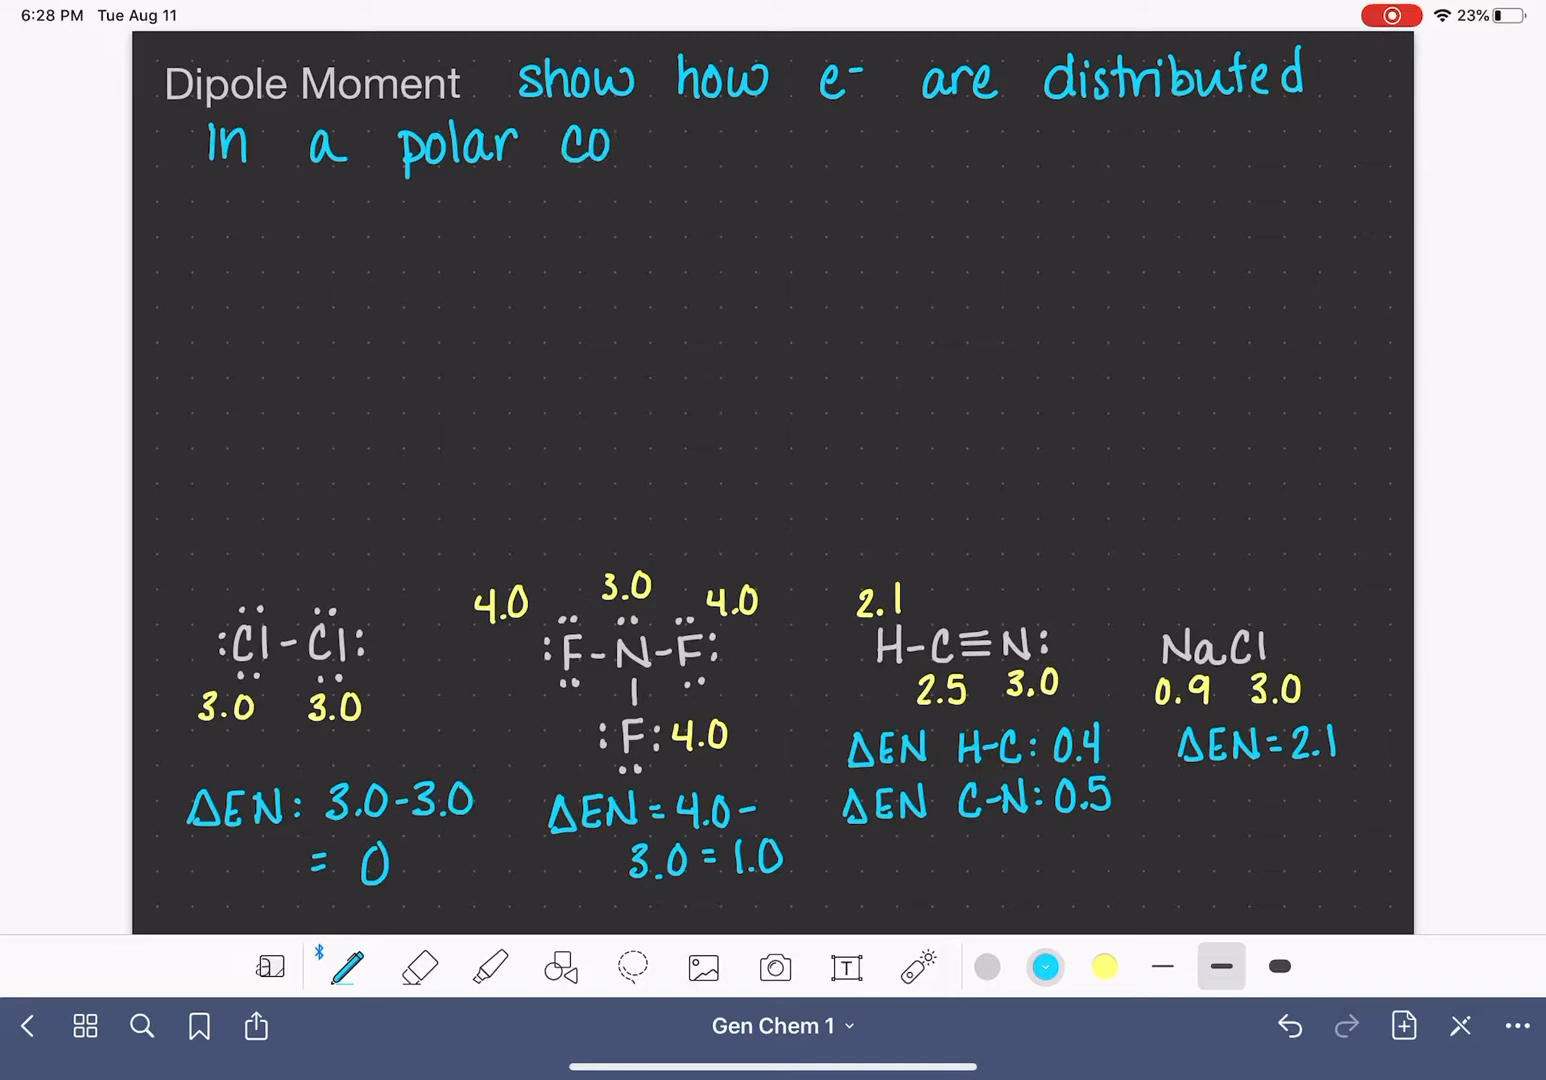 6:28 PM Tue Aug 11
23%
Dipole Moment show how e⁻ are distributed
in a polar co
4.0 3.0 4.0 2.1
:Cl-Cl: :F-N-F: H-C≡N: NaCl
3.0 3.0 2.5 3.0 0.9 3.0
:F: 4.0
ΔEN H-C: 0.4 ΔEN=2.1
ΔEN: 3.0-3.0 ΔEN=4.0- ΔEN C-N: 0.5
= 0 3.0=1.0
T
Gen Chem 1